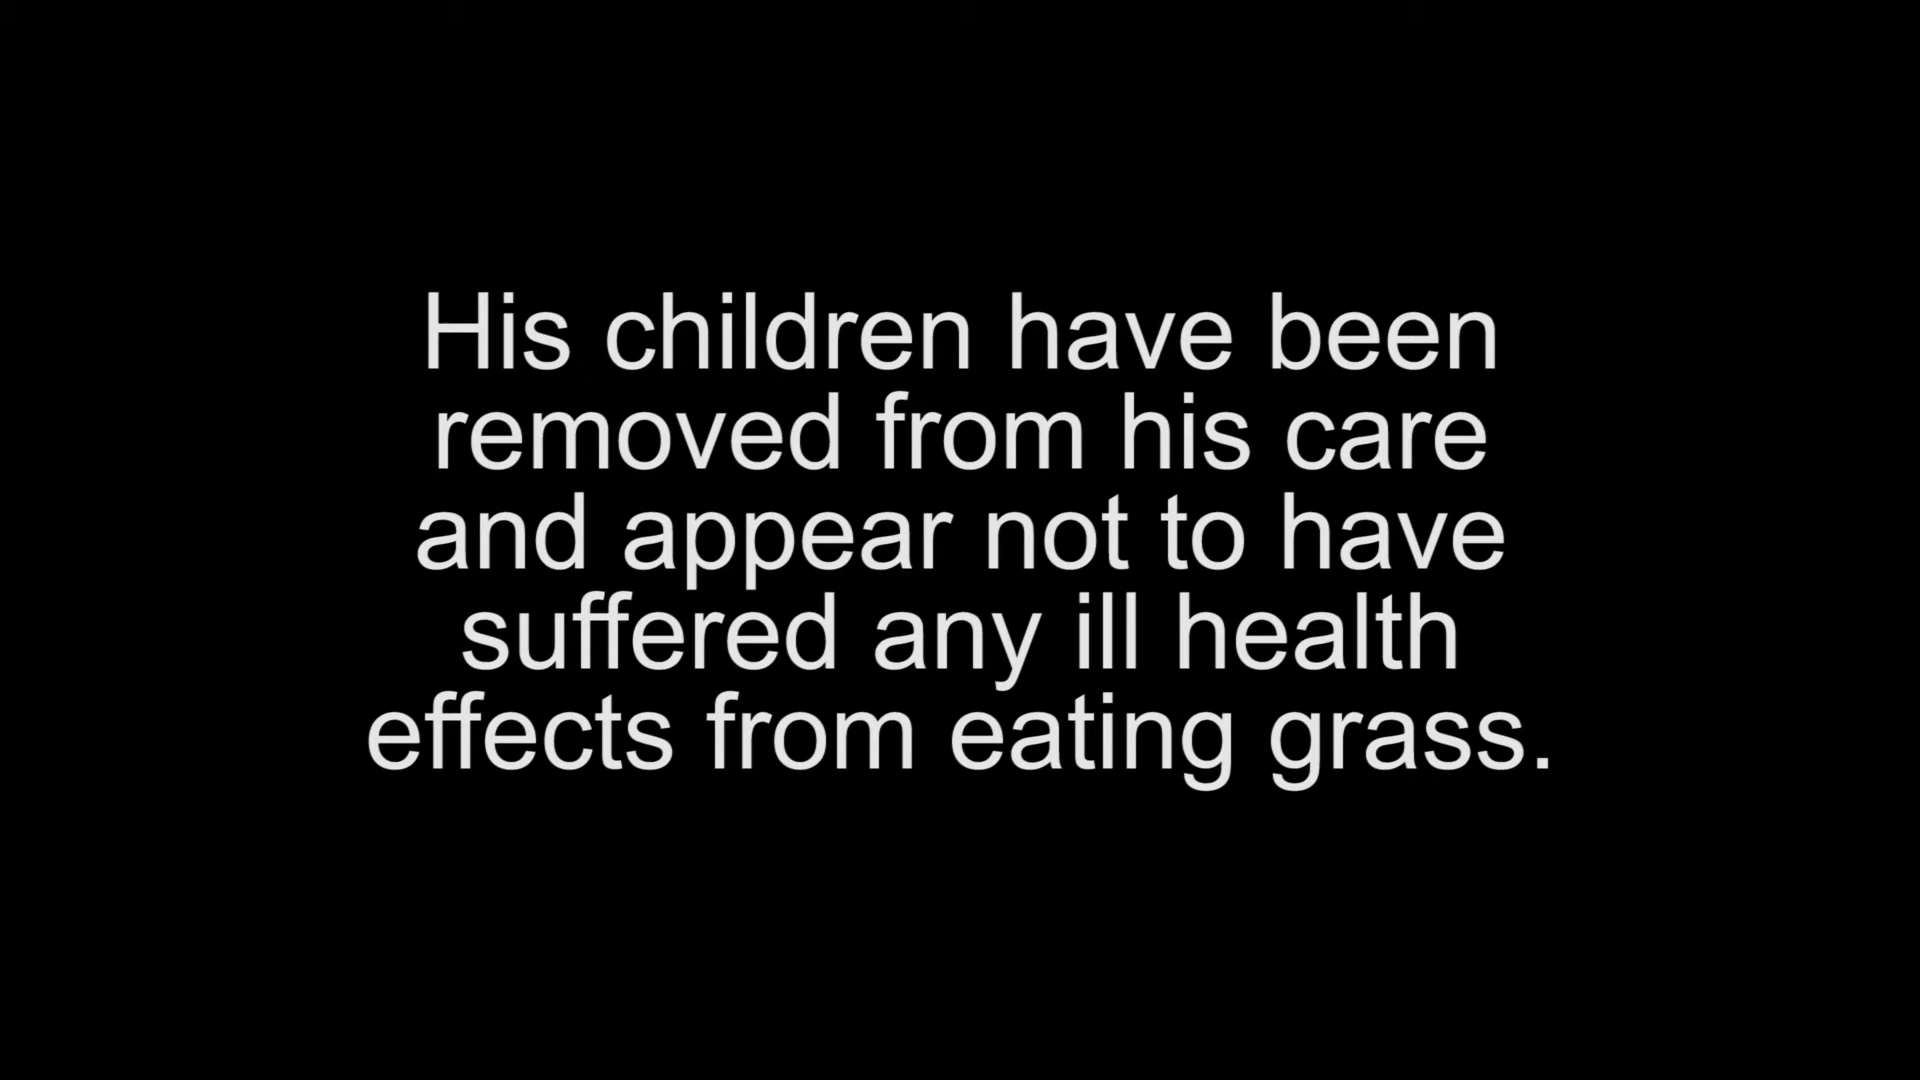 His children have been
removed from his care
and appear not to have
suffered any ill health
effects from eating grass.